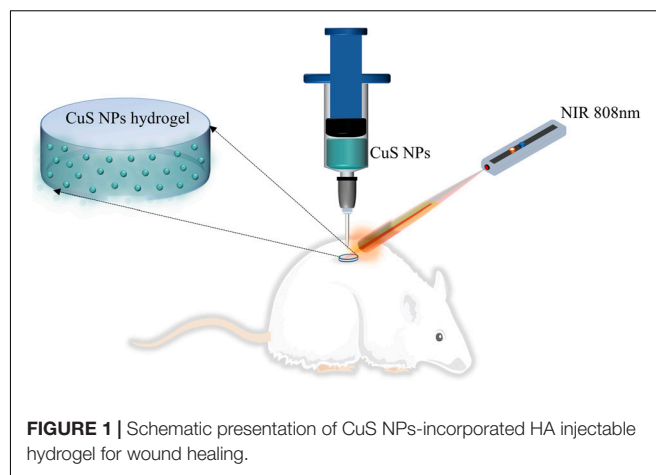 CuS NPs hydrogel
NIR 808nm
CuS NPs
FIGURE 1 | Schematic presentation of CuS NPs-incorporated HA injectable
hydrogel for wound healing.